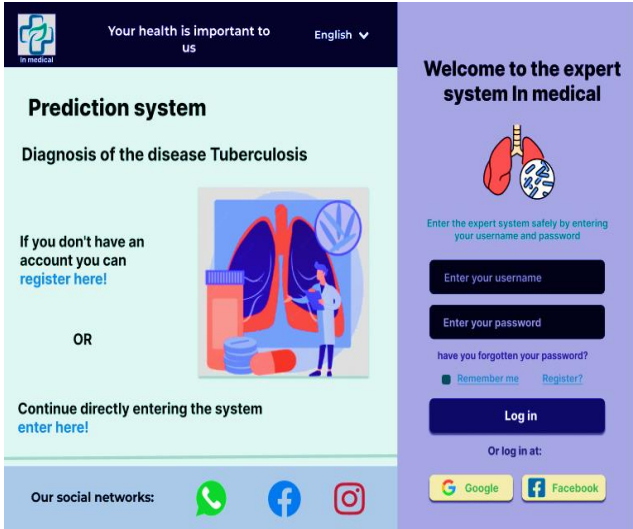 Your health is important to
us
English
In medical
Prediction system
Diagnosis of the disease Tuberculosis
If you don't have an
account you can
register here!
OR
Continue directly entering the system
enter here!
Our social networks:
Welcome to the expert
system In medical
Enter the expert system safely by entering
your username and password
Enter your username
Enter your password
have you forgotten your password?
Remember me Register?
Log in
Or log in at:
Google Facebook